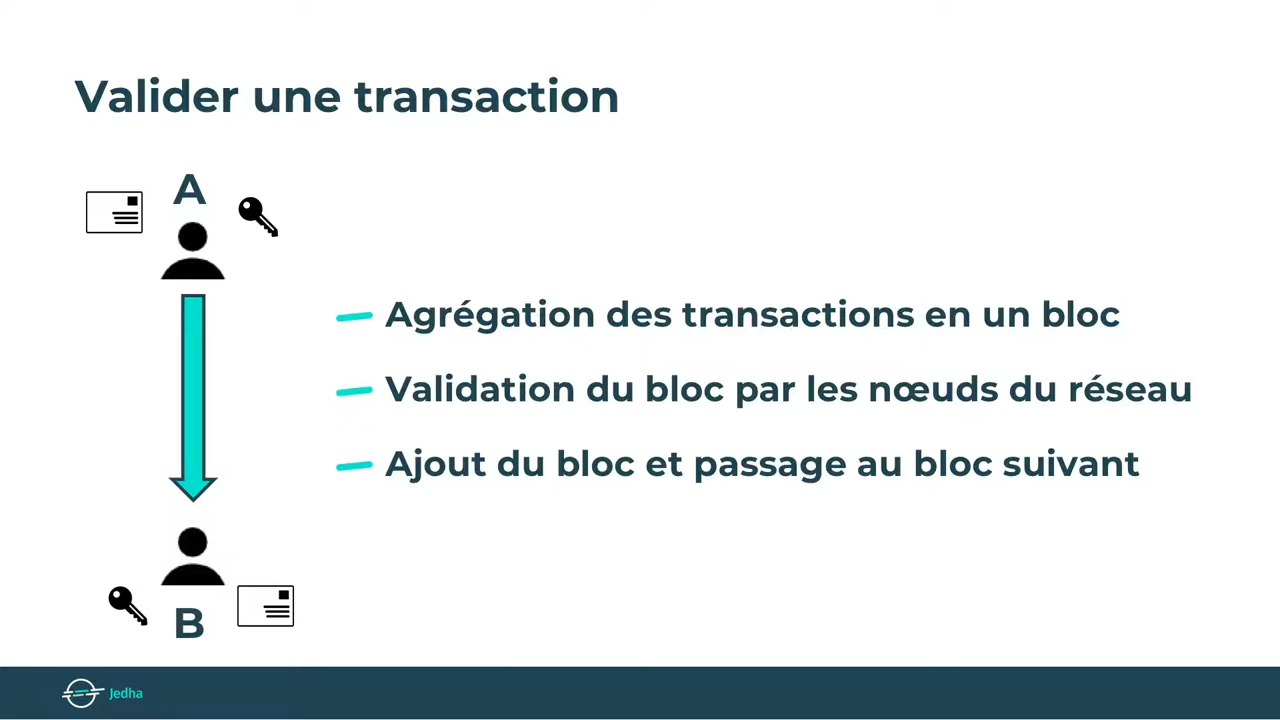 Valider une transaction
A
Agrégation des transactions en un bloc
Validation du bloc par les nœuds du réseau
Ajout du bloc et passage au bloc suivant
B
Jedha